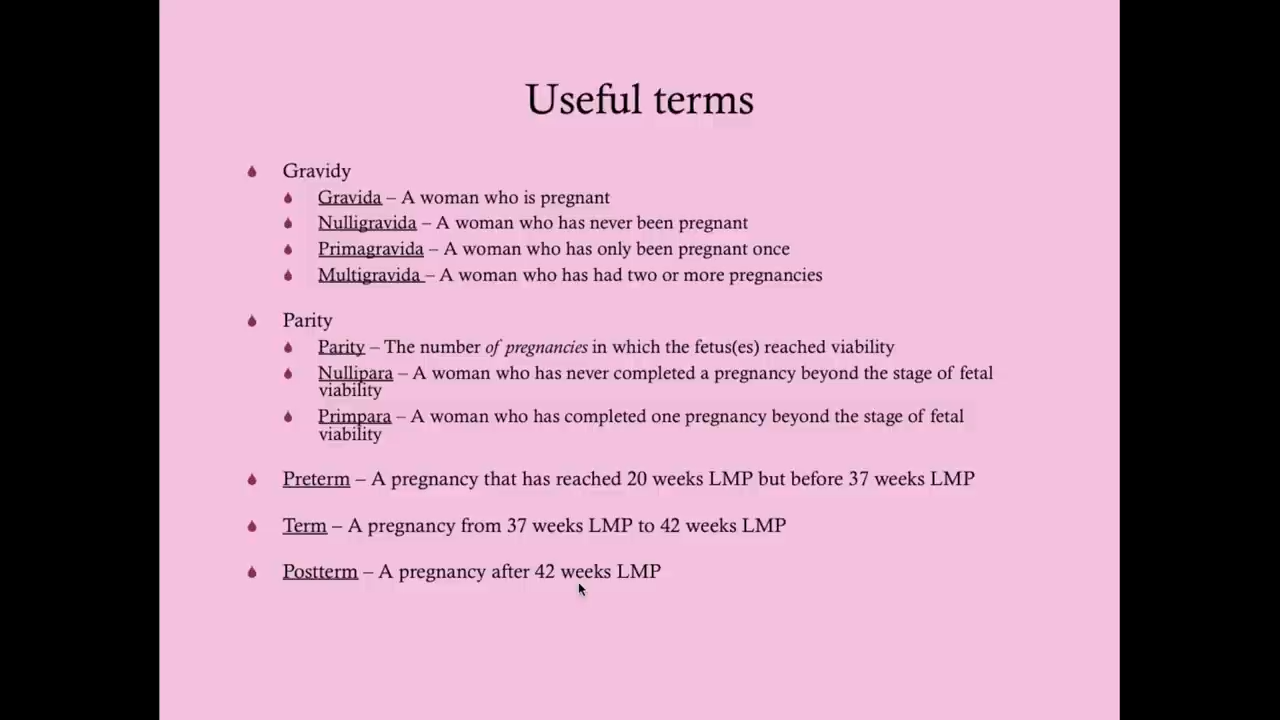 Useful terms
Gravidy
Gravida – A woman who is pregnant
Nulligravida – A woman who has never been pregnant
Primagravida – A woman who has only been pregnant once
Multigravida – A woman who has had two or more pregnancies
Parity
Parity – The number of pregnancies in which the fetus(es) reached viability
Nullipara – A woman who has never completed a pregnancy beyond the stage of fetal
viability
Primpara – A woman who has completed one pregnancy beyond the stage of fetal
viability
Preterm – A pregnancy that has reached 20 weeks LMP but before 37 weeks LMP
Term – A pregnancy from 37 weeks LMP to 42 weeks LMP
Postterm – A pregnancy after 42 weeks LMP